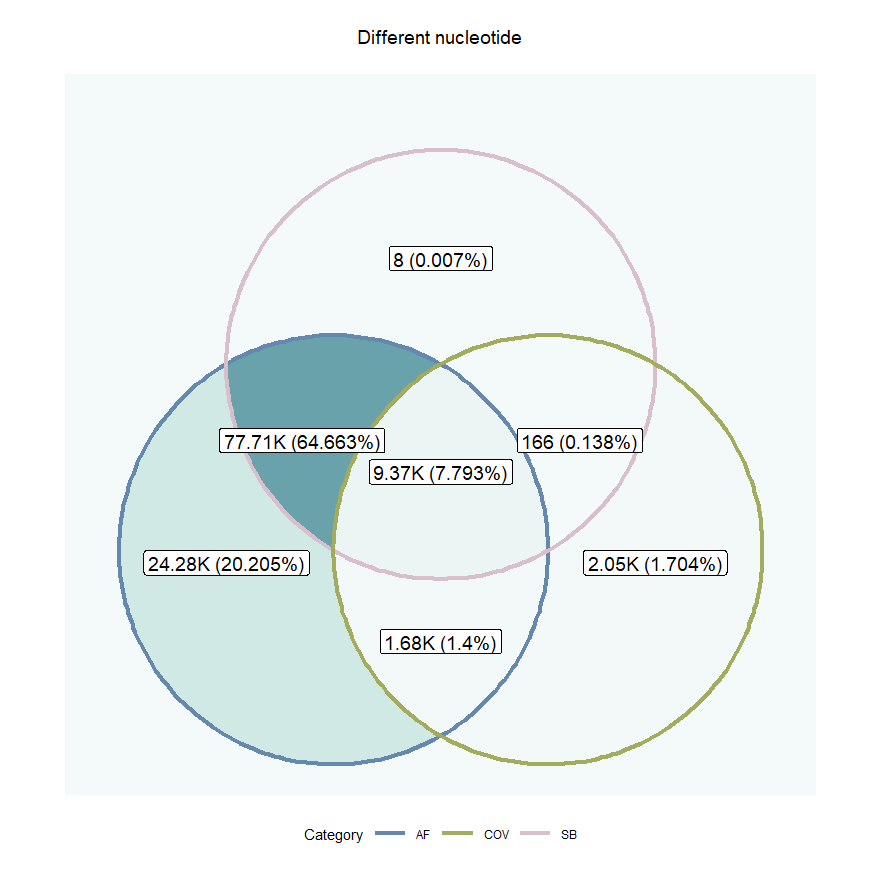 Different nucleotide
8 (0.007%)
77.71K (64.663%)
166 (0.138%)
9.37K (7.793%)
24.28K (20.205%)
2.05K (1.704%)
1.68K (1.4%)
Category AF COV SB